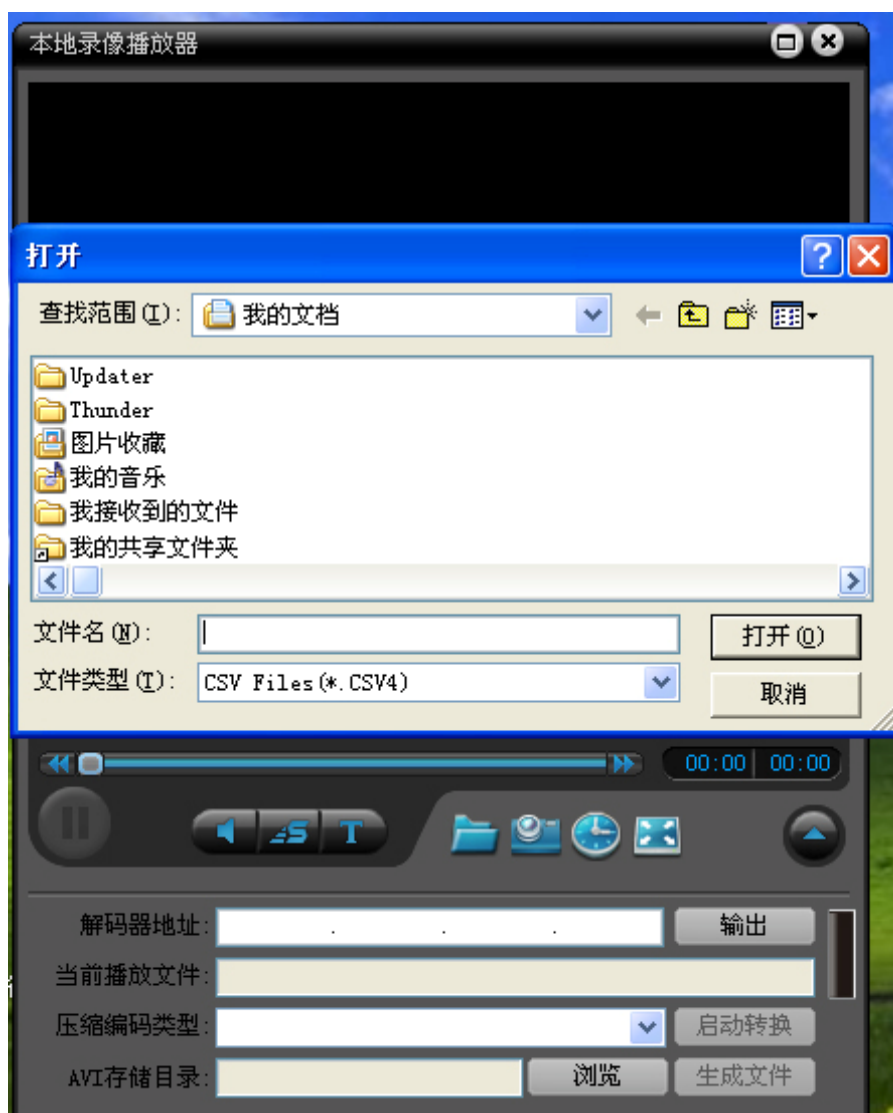 本地录像播放器
打开
查找范围(I): 我的文档
Updater
Thunder
图片收藏
我的音乐
我接收到的文件
我的共享文件夹
文件名(N): 打开(O)
文件类型(T): CSV Files(*.CSV4) 取消
00:00 00:00
S T
解码器地址: . . . 输出
当前播放文件:
压缩编码类型: 启动转换
AVI存储目录: 浏览 生成文件